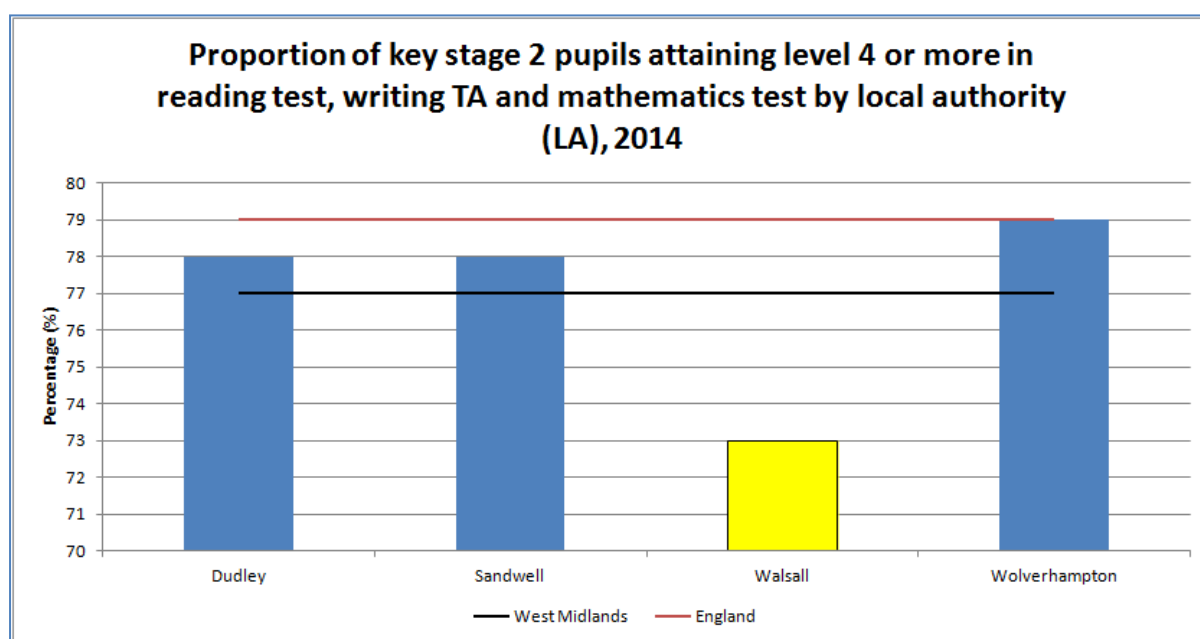 Proportion of key stage 2 pupils attaining level 4 or more in
reading test, writing TA and mathematics test by local authority
(LA), 2014
80
79
78
77
76
75
74
73
72
71
70
Percentage (%)
Dudley Sandwell Walsall Wolverhampton
West Midlands England